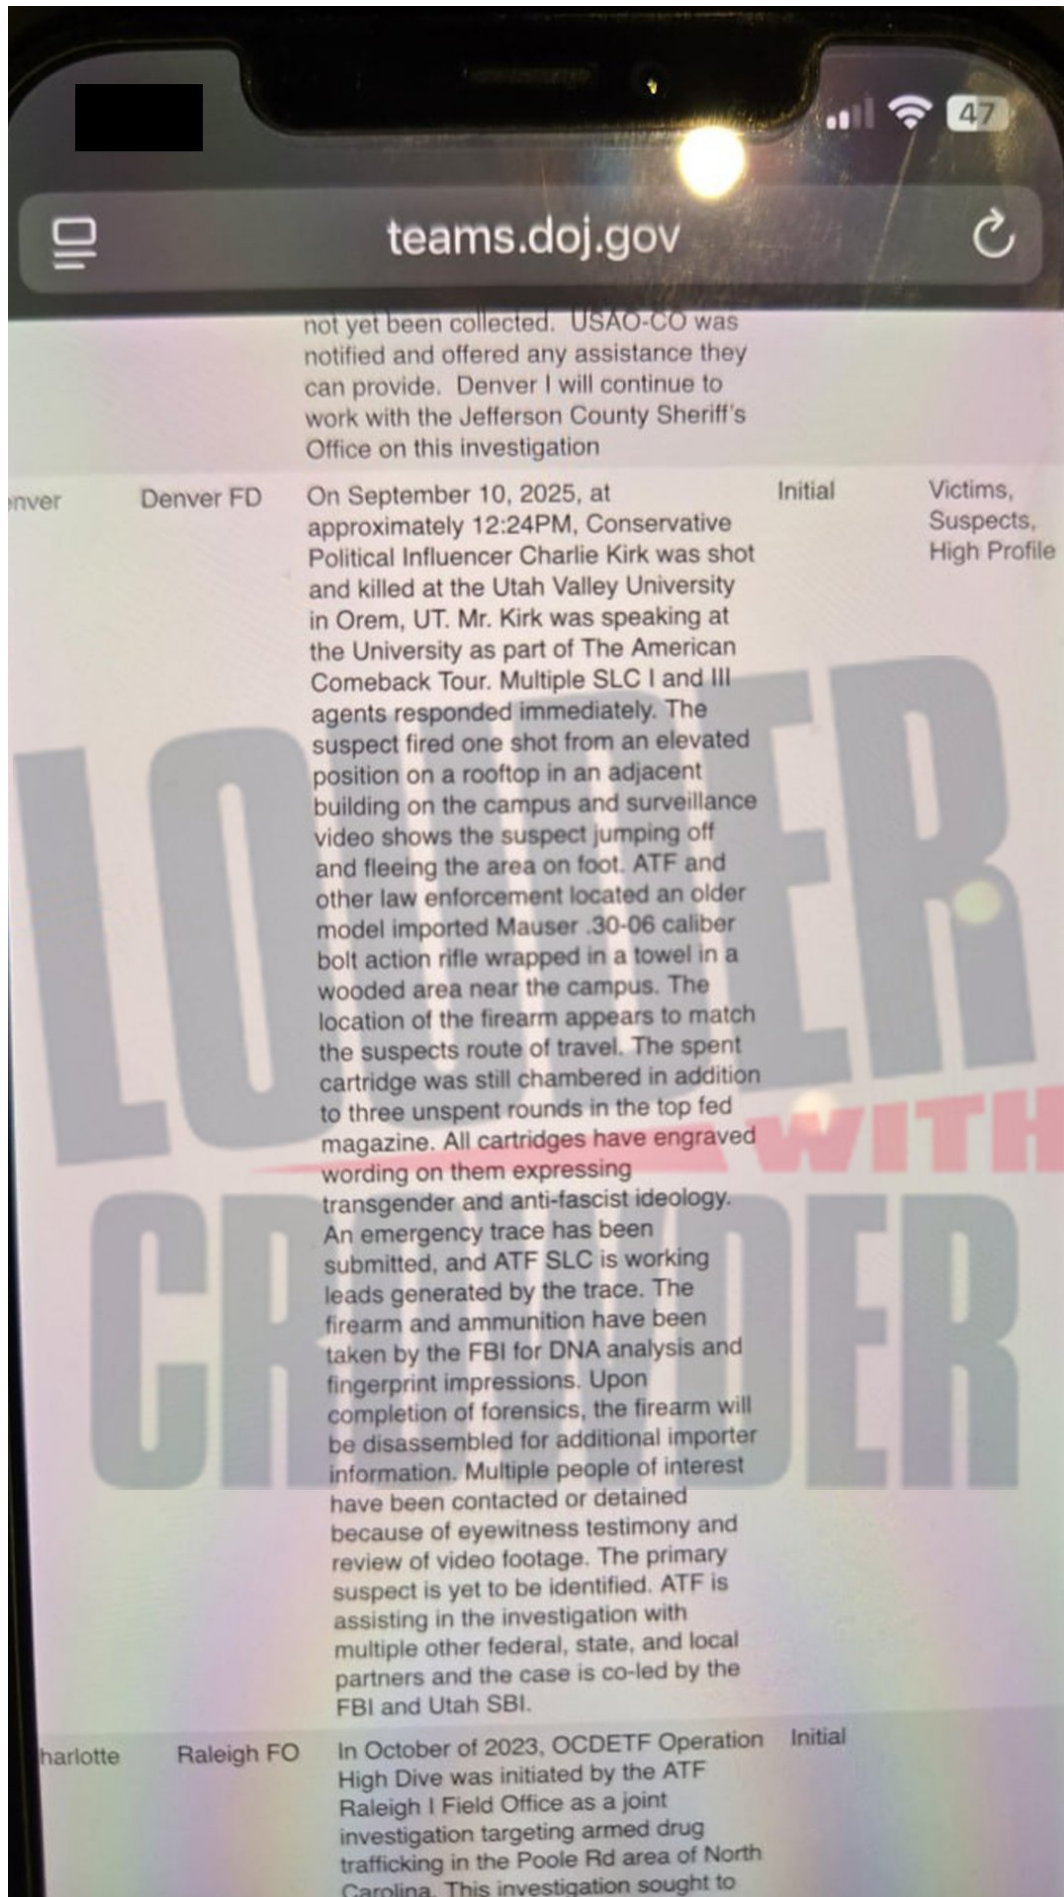 47
teams.doj.gov
not yet been collected.  USAO-CO was
notified and offered any assistance they
can provide.  Denver I will continue to
work with the Jefferson County Sheriff's
Office on this investigation
enver Denver FD On September 10, 2025, at Initial Victims,
approximately 12:24PM, Conservative Suspects,
Political Influencer Charlie Kirk was shot High Profile
and killed at the Utah Valley University
in Orem, UT. Mr. Kirk was speaking at
the University as part of The American
Comeback Tour. Multiple SLC I and III
agents responded immediately. The
suspect fired one shot from an elevated
position on a rooftop in an adjacent
building on the campus and surveillance
video shows the suspect jumping off
and fleeing the area on foot. ATF and
other law enforcement located an older
model imported Mauser .30-06 caliber
bolt action rifle wrapped in a towel in a
wooded area near the campus. The
location of the firearm appears to match
the suspects route of travel. The spent
cartridge was still chambered in addition
to three unspent rounds in the top fed
magazine. All cartridges have engraved
wording on them expressing
transgender and anti-fascist ideology.
An emergency trace has been
submitted, and ATF SLC is working
leads generated by the trace. The
firearm and ammunition have been
taken by the FBI for DNA analysis and
fingerprint impressions. Upon
completion of forensics, the firearm will
be disassembled for additional importer
information. Multiple people of interest
have been contacted or detained
because of eyewitness testimony and
review of video footage. The primary
suspect is yet to be identified. ATF is
assisting in the investigation with
multiple other federal, state, and local
partners and the case is co-led by the
FBI and Utah SBI.
harlotte Raleigh FO In October of 2023, OCDETF Operation Initial
High Dive was initiated by the ATF
Raleigh I Field Office as a joint
investigation targeting armed drug
trafficking in the Poole Rd area of North
Carolina. This investigation sought to
LOUDER
WITH
CROWDER